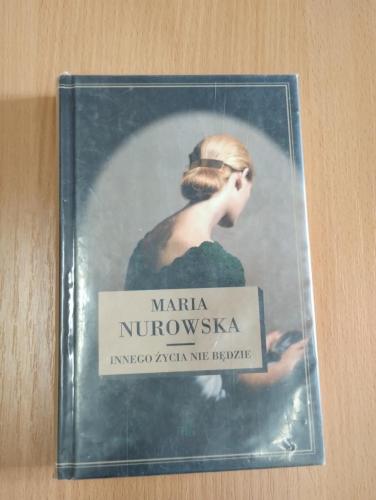 MARIA
NUROWSKA
INNEGO ŻYCIA NIE BĘDZIE